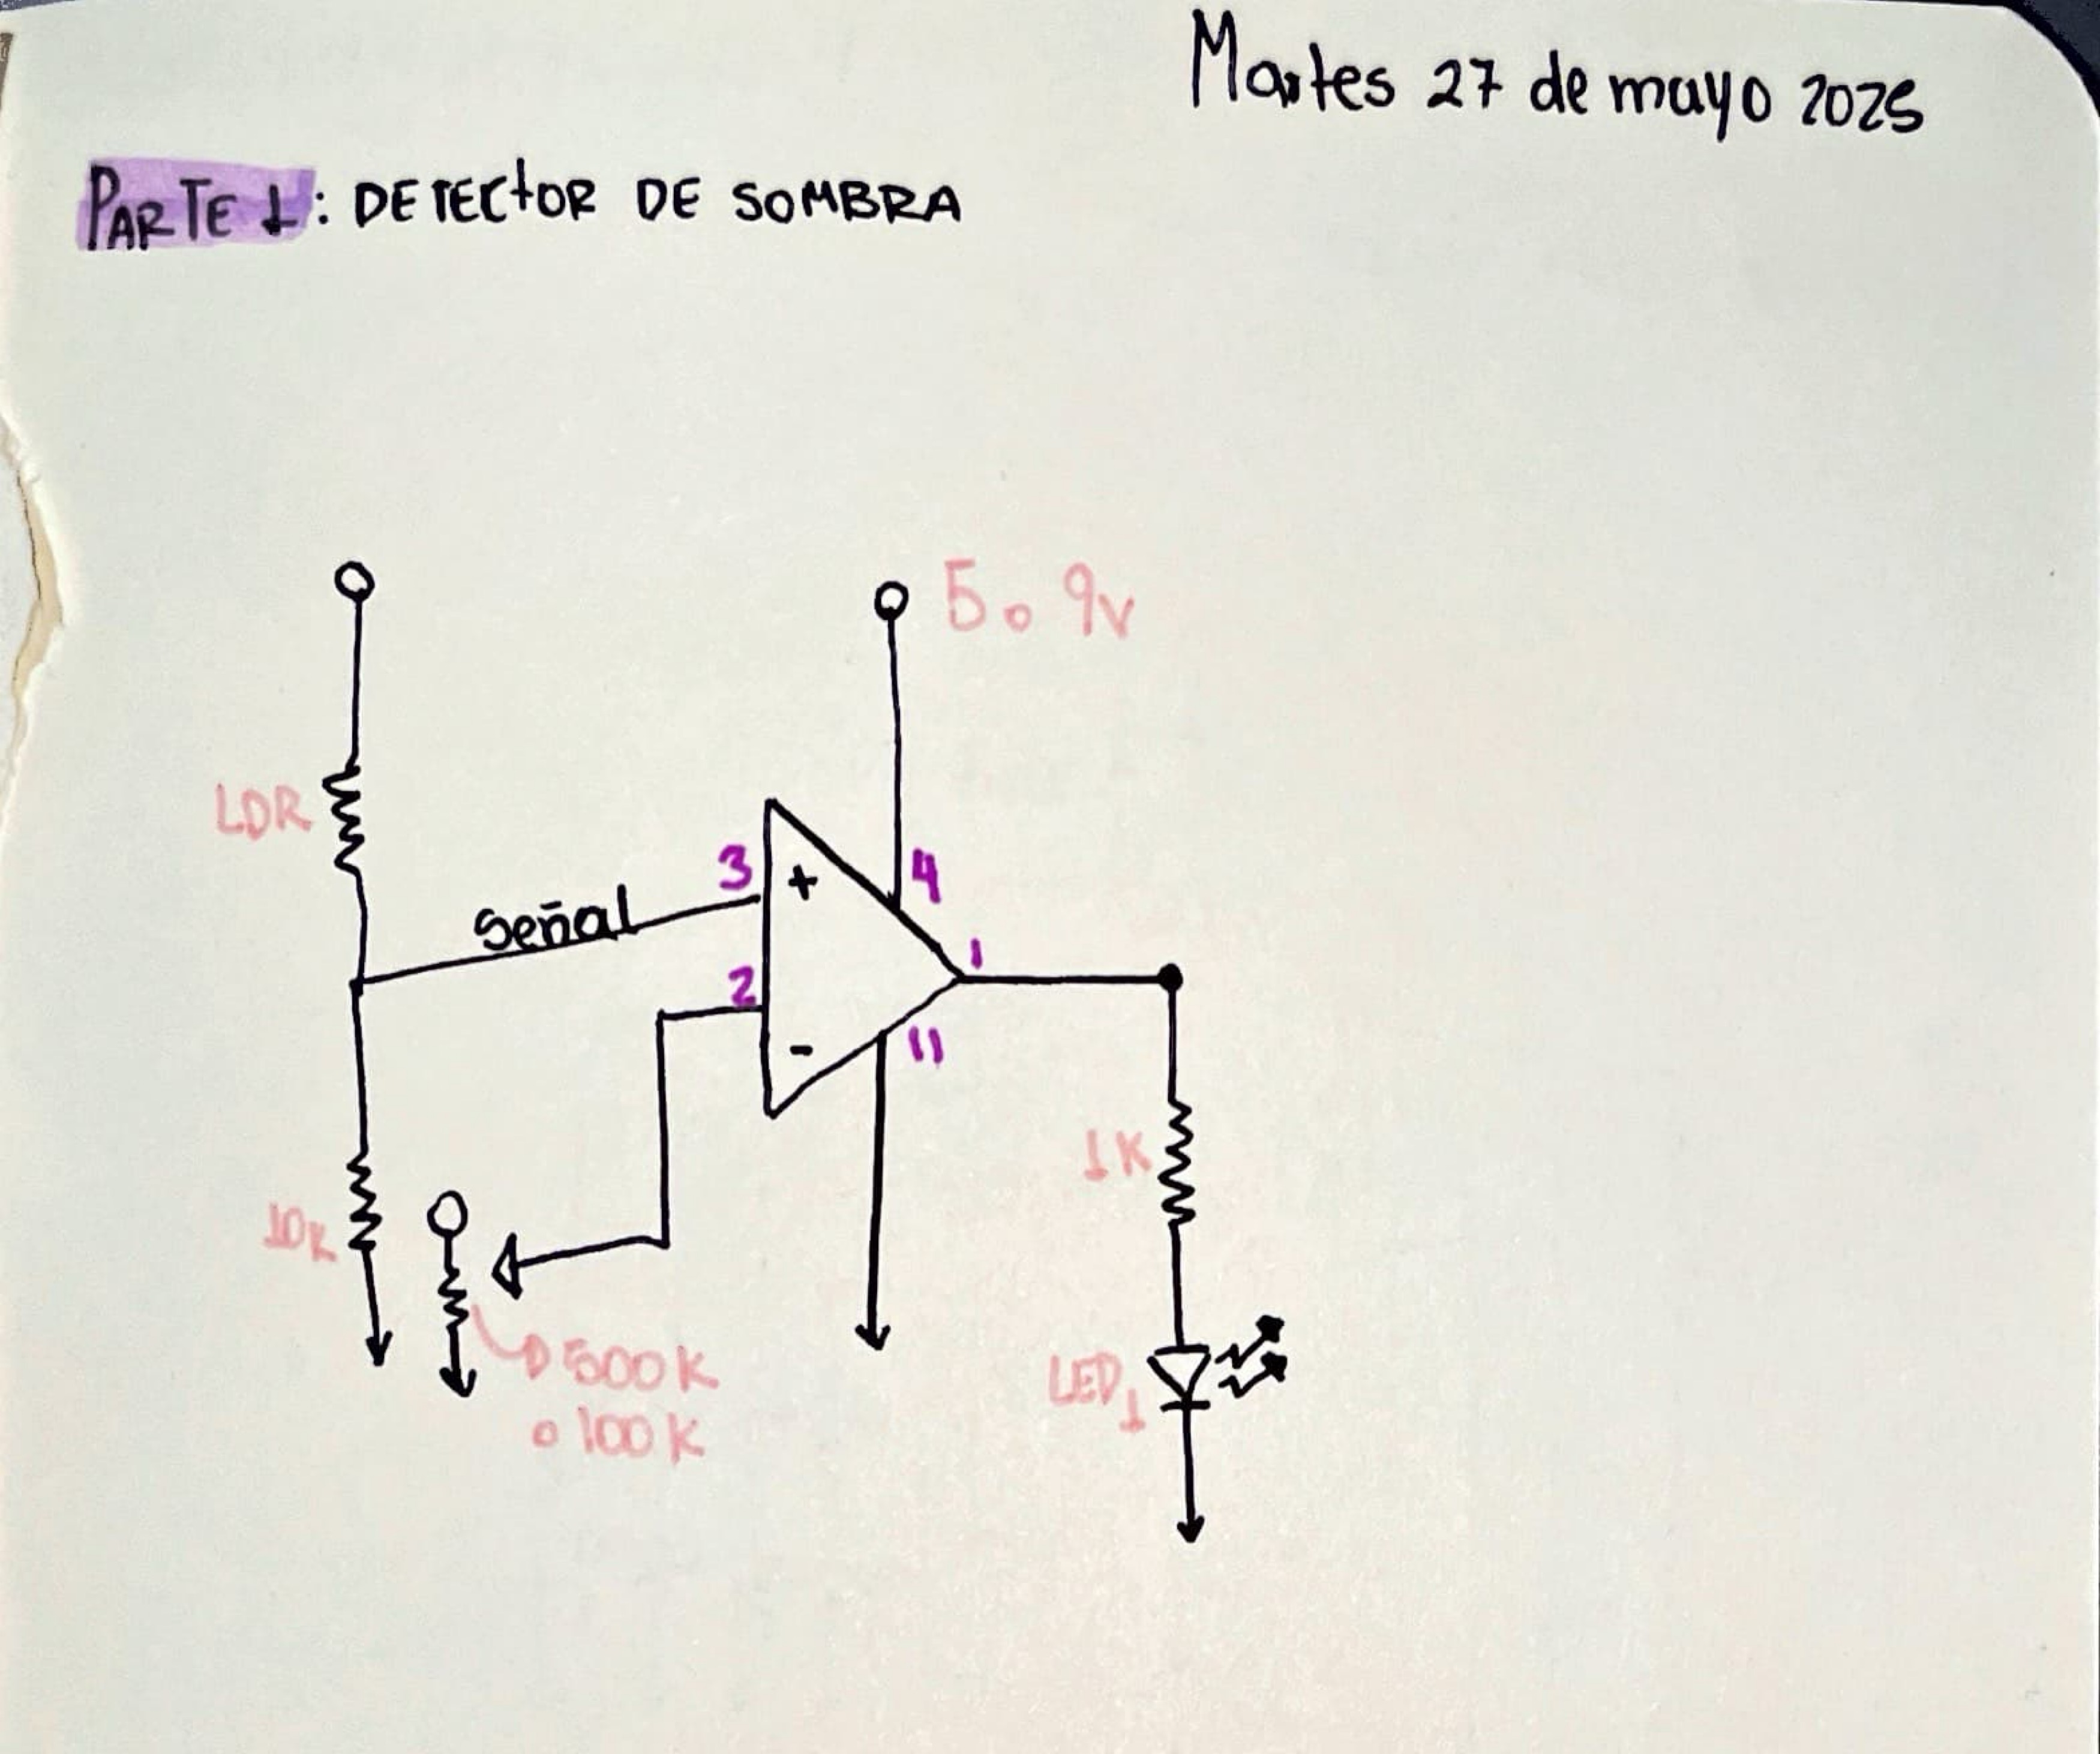 Martes 27 de mayo 2025
PARTE 1: DETECtOR DE SOMBRA
5 o 9v
LDR
Señal
3
+
4
1
2
-
11
1K
10K
500K
o 100K
LED1